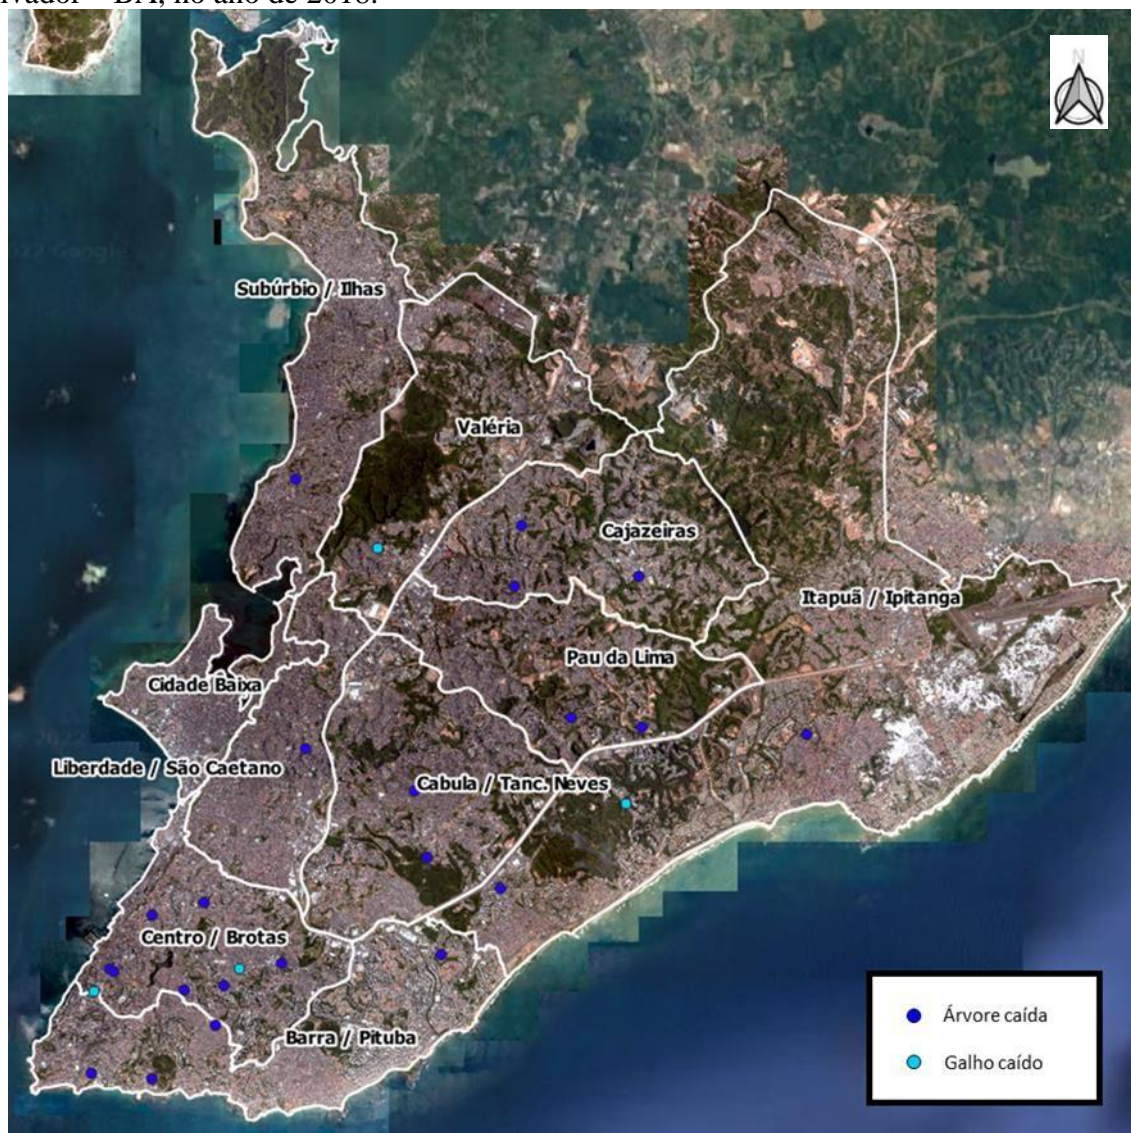 lvador – BA, no ano de 2018.
N
Subúrbio / Ilhas
Valéria
Cajazeiras
Itapuã / Ipitanga
Pau da Lima
Cidade Baixa
Liberdade / São Caetano
Cabula / Tanc. Neves
Centro / Brotas
Barra / Pituba
Árvore caída
Galho caído